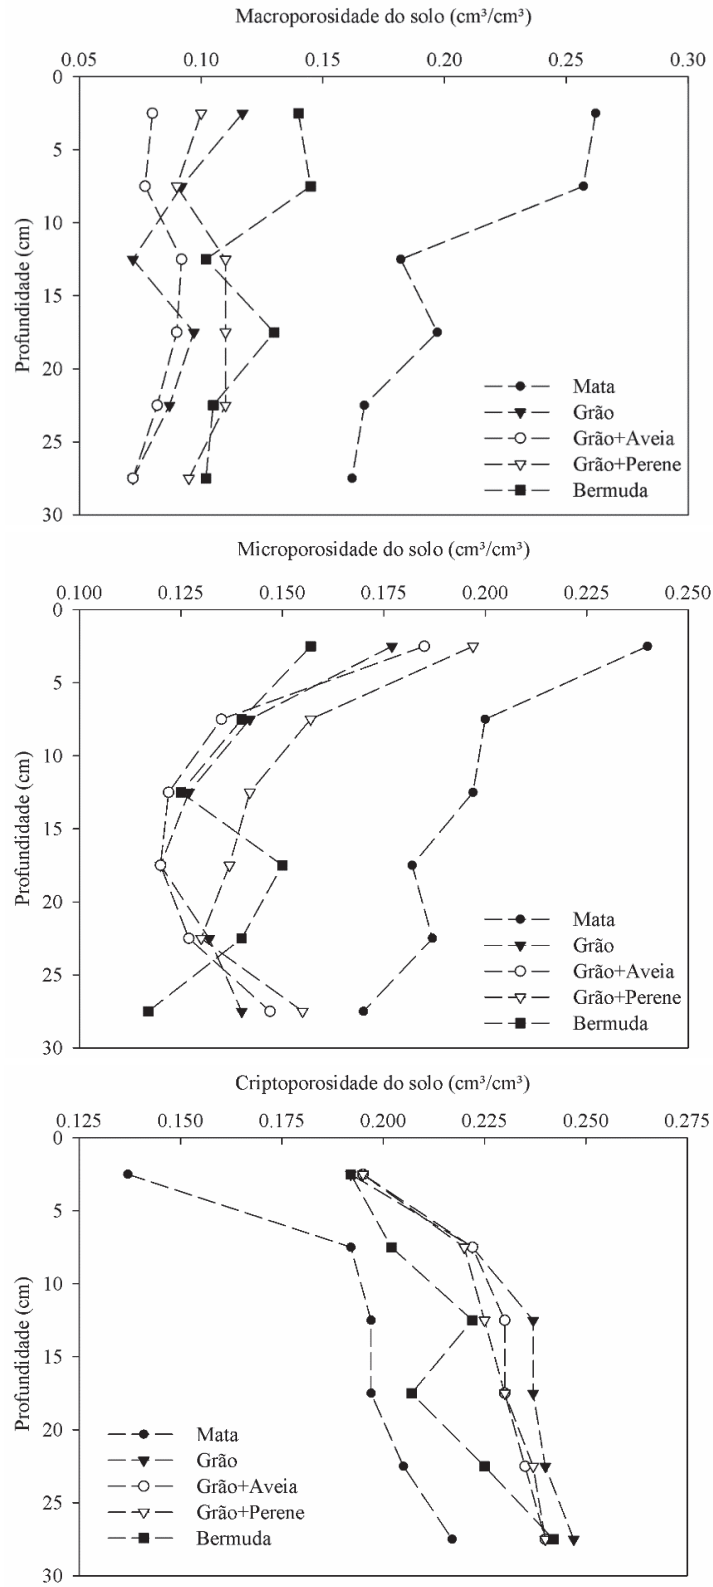 Macroporosidade do solo (cm³/cm³)
0.05 0.10 0.15 0.20 0.25 0.30
0
5
10
15
20
25
30
Profundidade (cm)
Mata
Grão
Grão+Aveia
Grão+Perene
Bermuda
Microporosidade do solo (cm³/cm³)
0.100 0.125 0.150 0.175 0.200 0.225 0.250
0
5
10
15
20
25
30
Profundidade (cm)
Mata
Grão
Grão+Aveia
Grão+Perene
Bermuda
Criptoporosidade do solo (cm³/cm³)
0.125 0.150 0.175 0.200 0.225 0.250 0.275
0
5
10
15
20
25
30
Profundidade (cm)
Mata
Grão
Grão+Aveia
Grão+Perene
Bermuda